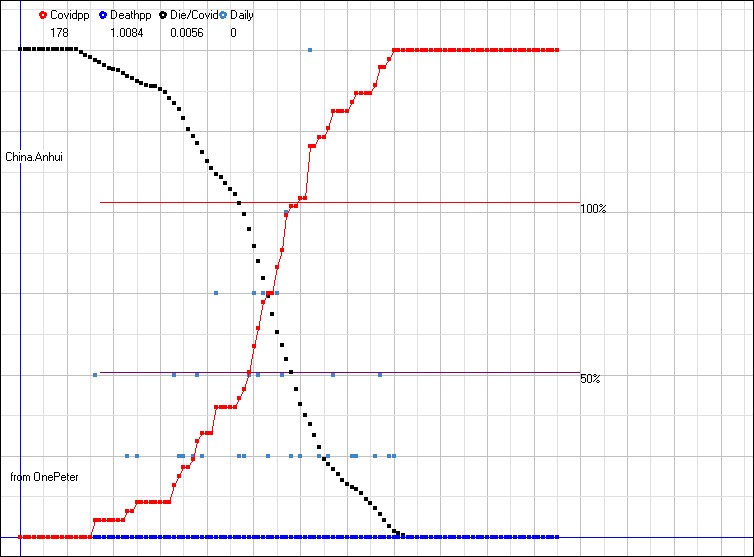 Covidpp Deathpp Die/Covid Daily
178 1.0084 0.0056 0
China.Anhui
100%
50%
from OnePeter